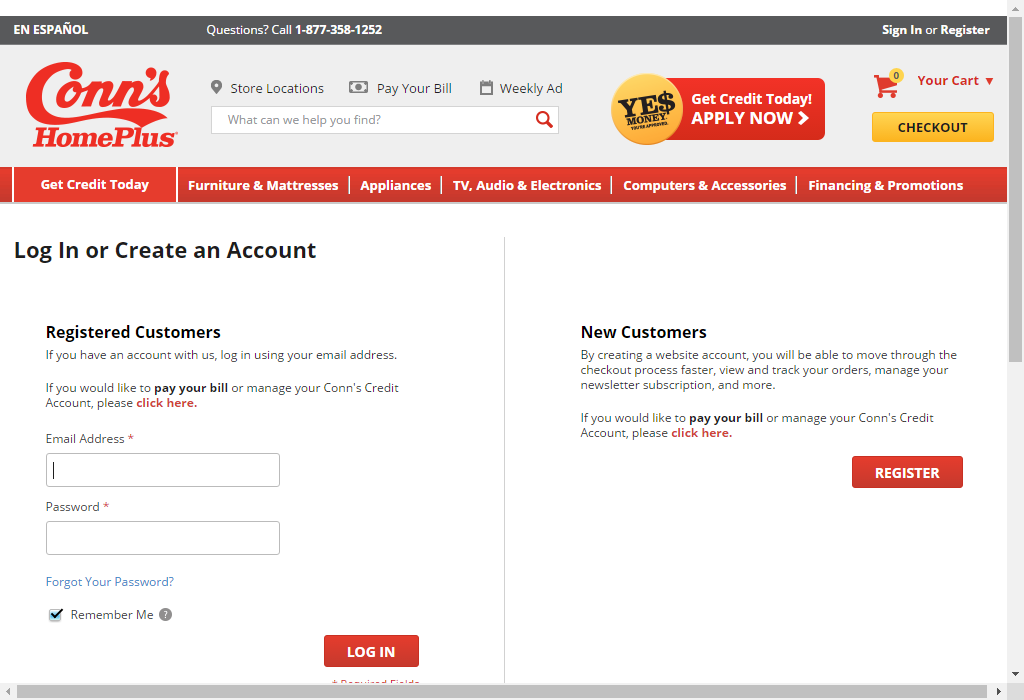 EN ESPAÑOL
Questions? Call 1-877-358-1252
Sign In or Register
Conn's
HomePlus
Store Locations
Pay Your Bill
Weekly Ad
What can we help you find?
YE$
MONEY
YOU'RE APPROVED.
Get Credit Today!
APPLY NOW
0
Your Cart ▼
CHECKOUT
Get Credit Today
Furniture & Mattresses
Appliances
TV, Audio & Electronics
Computers & Accessories
Financing & Promotions
Log In or Create an Account
Registered Customers
If you have an account with us, log in using your email address.
If you would like to pay your bill or manage your Conn's Credit
Account, please click here.
Email Address *
Password *
Forgot Your Password?
Remember Me ?
LOG IN
* Required Fields
New Customers
By creating a website account, you will be able to move through the
checkout process faster, view and track your orders, manage your
newsletter subscription, and more.
If you would like to pay your bill or manage your Conn's Credit
Account, please click here.
REGISTER